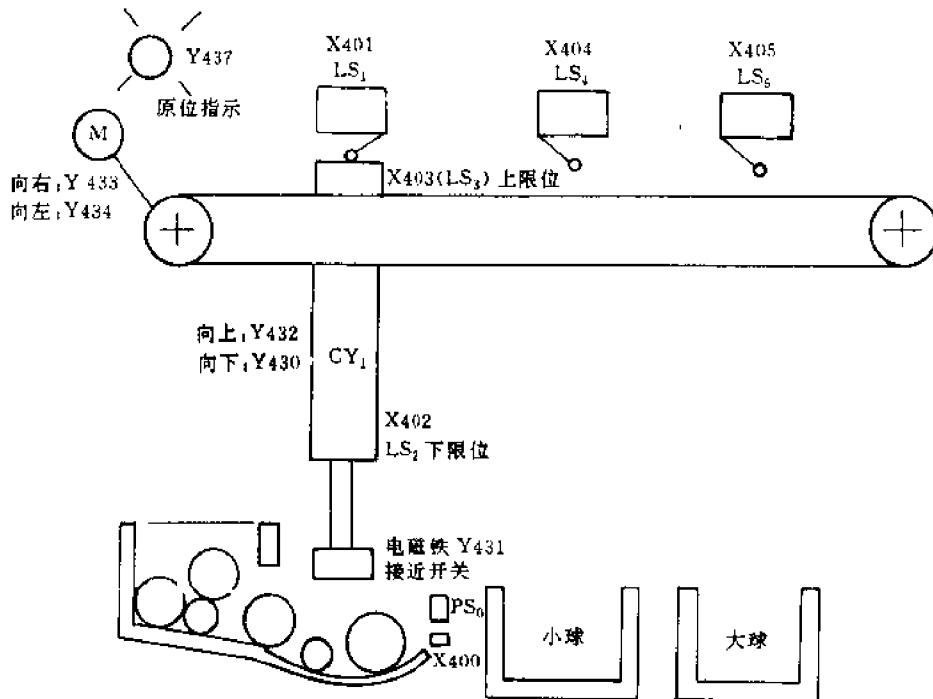 Y437
原位指示
M
向右:Y433
向左:Y434
X401
LS₁
X404
LS₄
X405
LS₅
X403(LS₃)上限位
向上:Y432
向下:Y430
CY₁
X402
LS₂下限位
电磁铁 Y431
接近开关
PS₀
X400
小球
大球